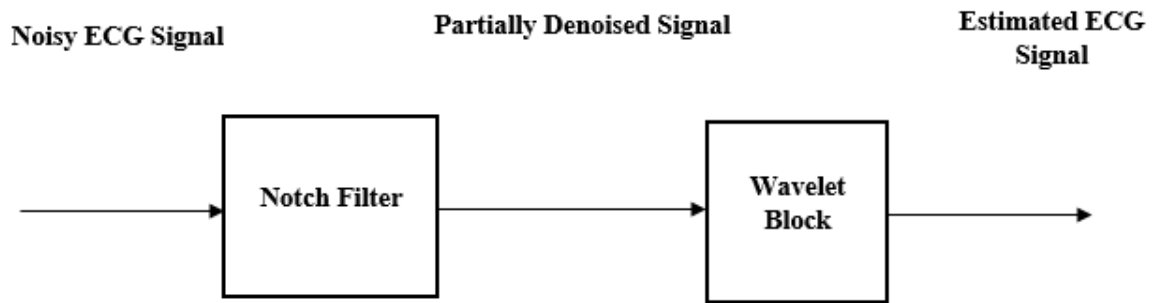 Noisy ECG Signal
Partially Denoised Signal
Estimated ECG
Signal
Notch Filter
Wavelet
Block